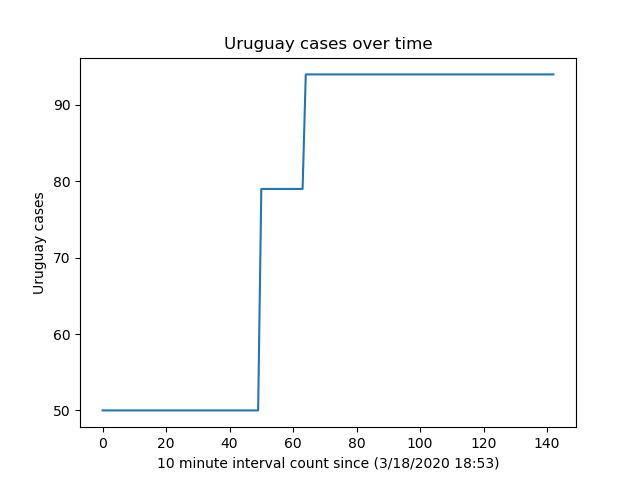 Uruguay cases over time
90
80
70
60
50
Uruguay cases
0 20 40 60 80 100 120 140
10 minute interval count since (3/18/2020 18:53)